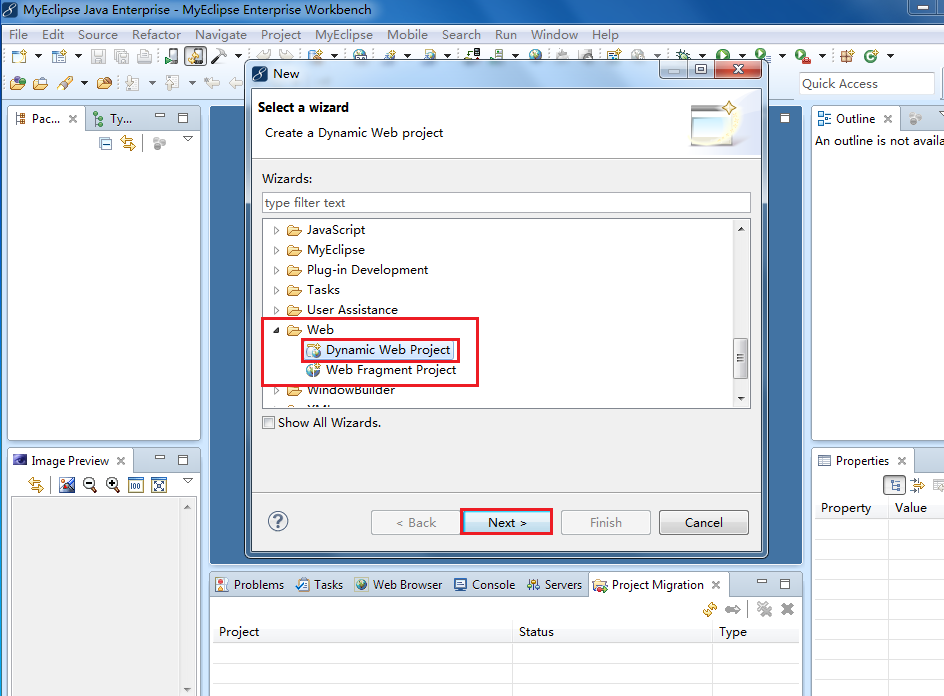 MyEclipse Java Enterprise - MyEclipse Enterprise Workbench
File Edit Source Refactor Navigate Project MyEclipse Mobile Search Run Window Help
Quick Access
Pac...
Ty...
New
Select a wizard
Create a Dynamic Web project
Wizards:
type filter text
JavaScript
MyEclipse
Plug-in Development
Tasks
User Assistance
Web
Dynamic Web Project
Web Fragment Project
WindowBuilder
Show All Wizards.
< Back
Next >
Finish
Cancel
Outline
An outline is not availa
Image Preview
100
Properties
Property Value
Problems Tasks Web Browser Console Servers Project Migration
Project Status Type